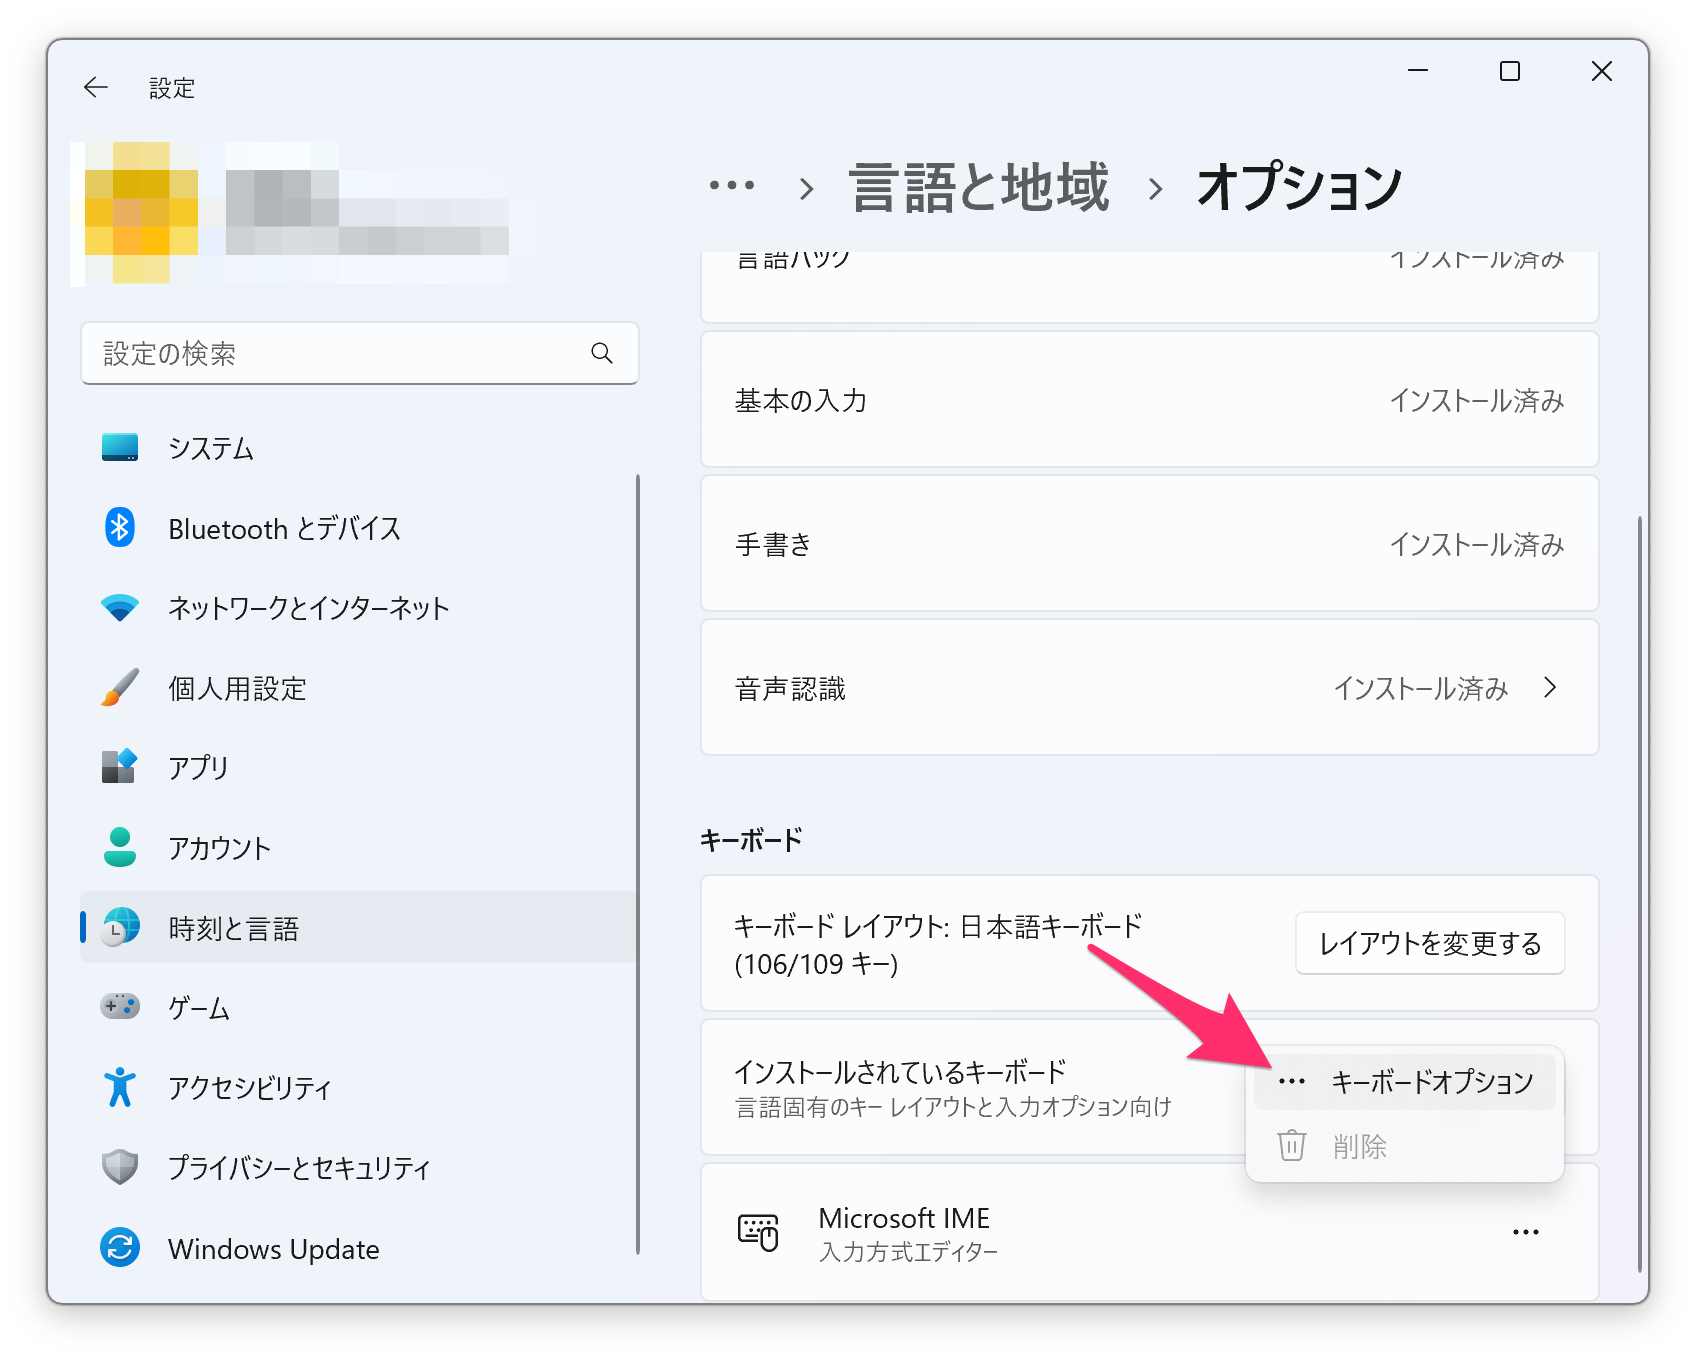 設定
設定の検索
システム
Bluetooth とデバイス
ネットワークとインターネット
個人用設定
アプリ
アカウント
時刻と言語
ゲーム
アクセシビリティ
プライバシーとセキュリティ
Windows Update
… › 言語と地域 › オプション
言語パック インストール済み
基本の入力 インストール済み
手書き インストール済み
音声認識 インストール済み
キーボード
キーボード レイアウト: 日本語キーボード
(106/109 キー)
レイアウトを変更する
インストールされているキーボード
言語固有のキー レイアウトと入力オプション向け
キーボードオプション
削除
Microsoft IME
入力方式エディター